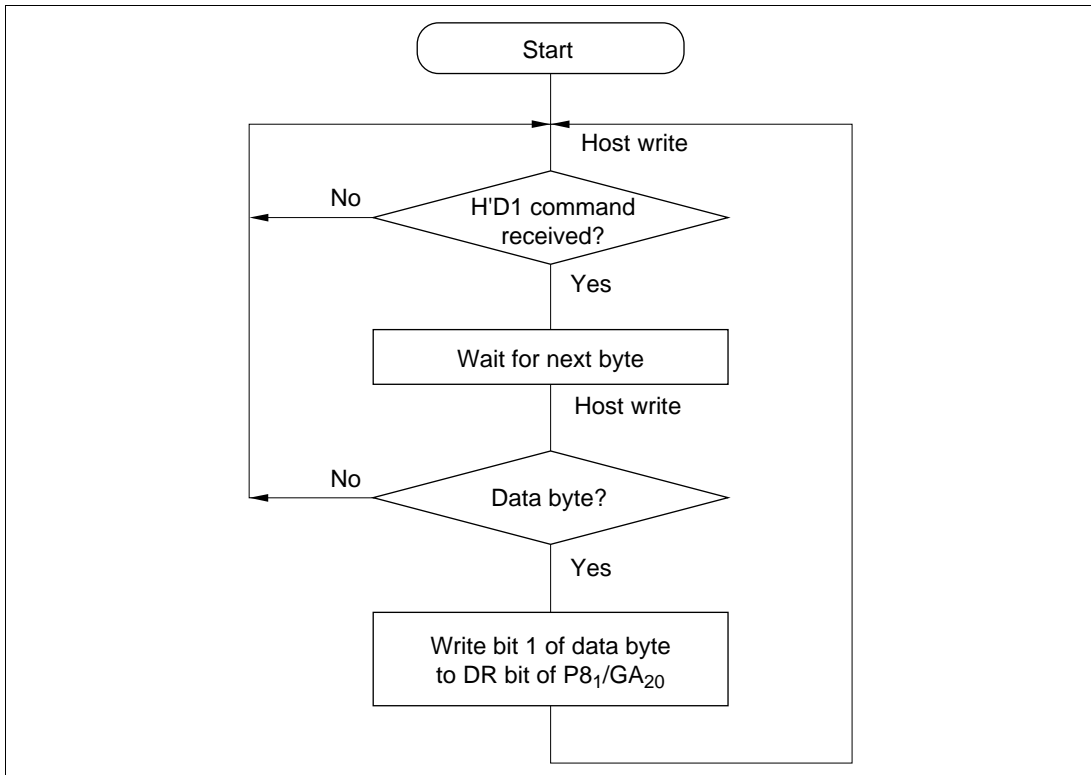 Start
Host write
No
H'D1 command
received?
Yes
Wait for next byte
Host write
No
Data byte?
Yes
Write bit 1 of data byte
to DR bit of P8₁/GA₂₀